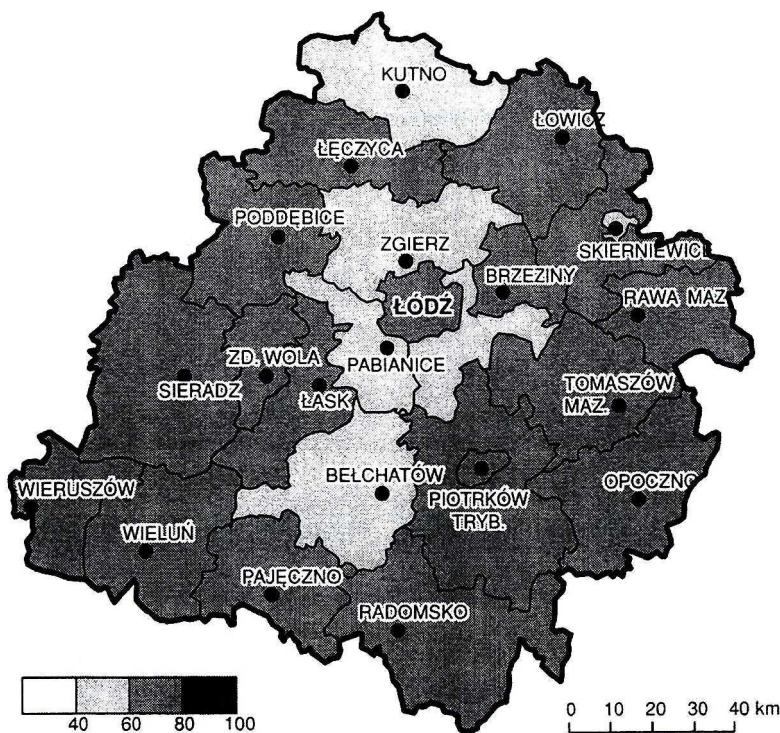 KUTNO
ŁOWICZ
ŁĘCZYCA
PODDĘBICE
ZGIERZ
SKIERNIEWICE
BRZEZINY
RAWA MAZ
ŁÓDŹ
ZD. WOLA
PABIANICE
SIERADZ
ŁASK
TOMASZÓW
MAZ.
BEŁCHATÓW
PIOTRKÓW
TRYB.
OPOCZNO
WIERUSZÓW
WIELUŃ
PAJĘCZNO
RADOMSKO
40 60 80 100
0 10 20 30 40 km